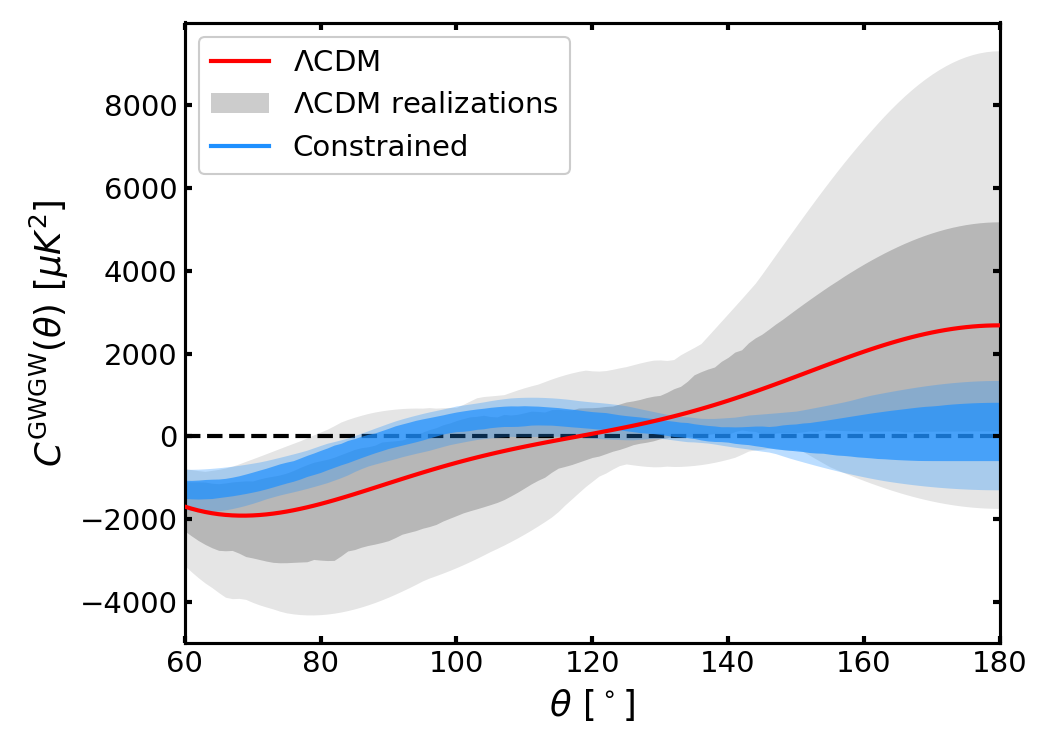 ΛCDM
ΛCDM realizations
Constrained
8000
6000
4000
2000
0
−2000
−4000
C^GWGW(θ) [μK²]
60 80 100 120 140 160 180
θ [°]